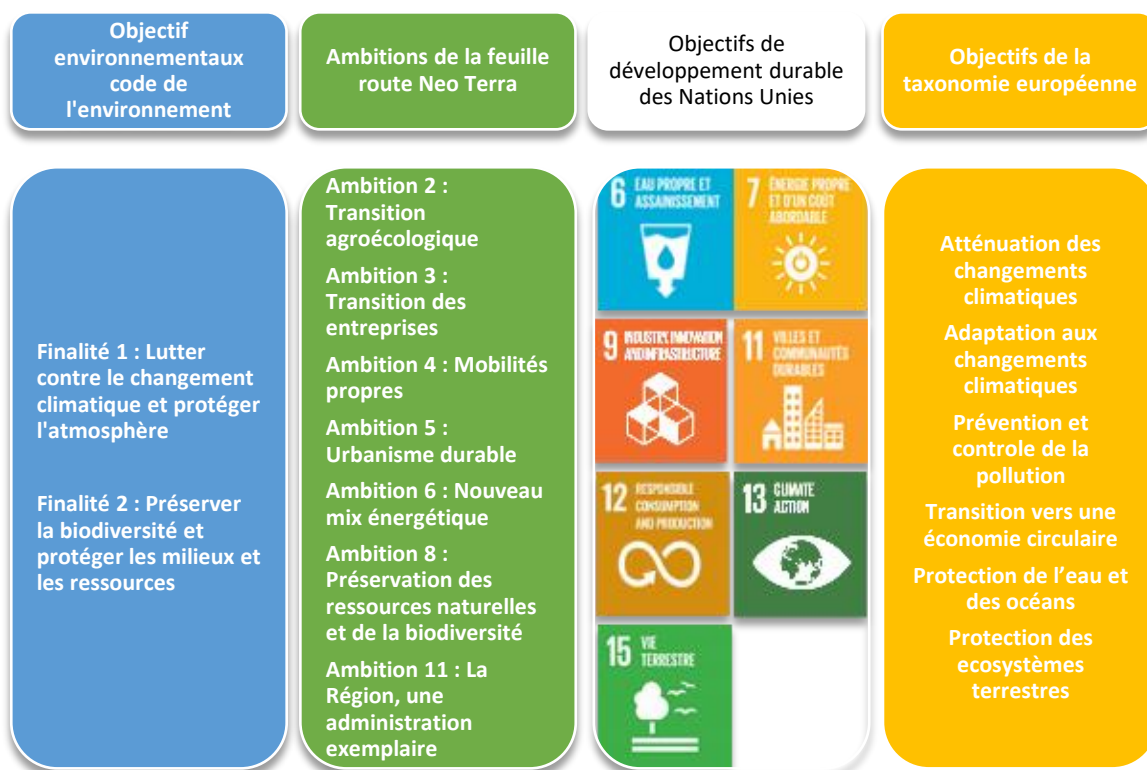 Objectif
environnementaux
code de
l'environnement
Ambitions de la feuille
route Neo Terra
Objectifs de
développement durable
des Nations Unies
Objectifs de la
taxonomie européenne
Finalité 1 : Lutter
contre le changement
climatique et protéger
l'atmosphère
Finalité 2 : Préserver
la biodiversité et
protéger les milieux et
les ressources
Ambition 2 :
Transition
agroécologique
Ambition 3 :
Transition des
entreprises
Ambition 4 : Mobilités
propres
Ambition 5 :
Urbanisme durable
Ambition 6 : Nouveau
mix énergétique
Ambition 8 :
Préservation des
ressources naturelles
et de la biodiversité
Ambition 11 : La
Région, une
administration
exemplaire
6 EAU PROPRE ET
ASSAINISSEMENT
7 ÉNERGIE PROPRE
ET D'UN COÛT
ABORDABLE
9 INDUSTRY, INNOVATION
AND INFRASTRUCTURE
11 VILLES ET
COMMUNAUTÉS
DURABLES
12 RESPONSIBLE
CONSUMPTION
AND PRODUCTION
13 CLIMATE
ACTION
15 VIE
TERRESTRE
Atténuation des
changements
climatiques
Adaptation aux
changements
climatiques
Prévention et
controle de la
pollution
Transition vers une
économie circulaire
Protection de l'eau et
des océans
Protection des
ecosystèmes
terrestres